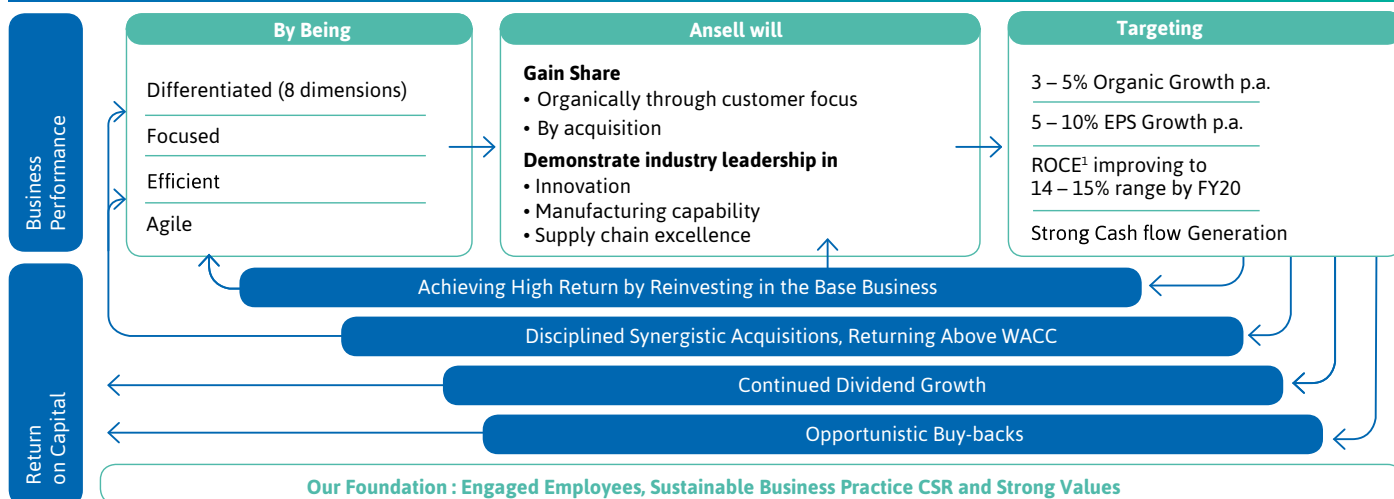 Business
Performance
By Being
Differentiated (8 dimensions)
Focused
Efficient
Agile
Ansell will
Gain Share
• Organically through customer focus
• By acquisition
Demonstrate industry leadership in
• Innovation
• Manufacturing capability
• Supply chain excellence
Targeting
3 – 5% Organic Growth p.a.
5 – 10% EPS Growth p.a.
ROCE¹ improving to
14 – 15% range by FY20
Strong Cash flow Generation
Return
on Capital
Achieving High Return by Reinvesting in the Base Business
Disciplined Synergistic Acquisitions, Returning Above WACC
Continued Dividend Growth
Opportunistic Buy-backs
Our Foundation : Engaged Employees, Sustainable Business Practice CSR and Strong Values